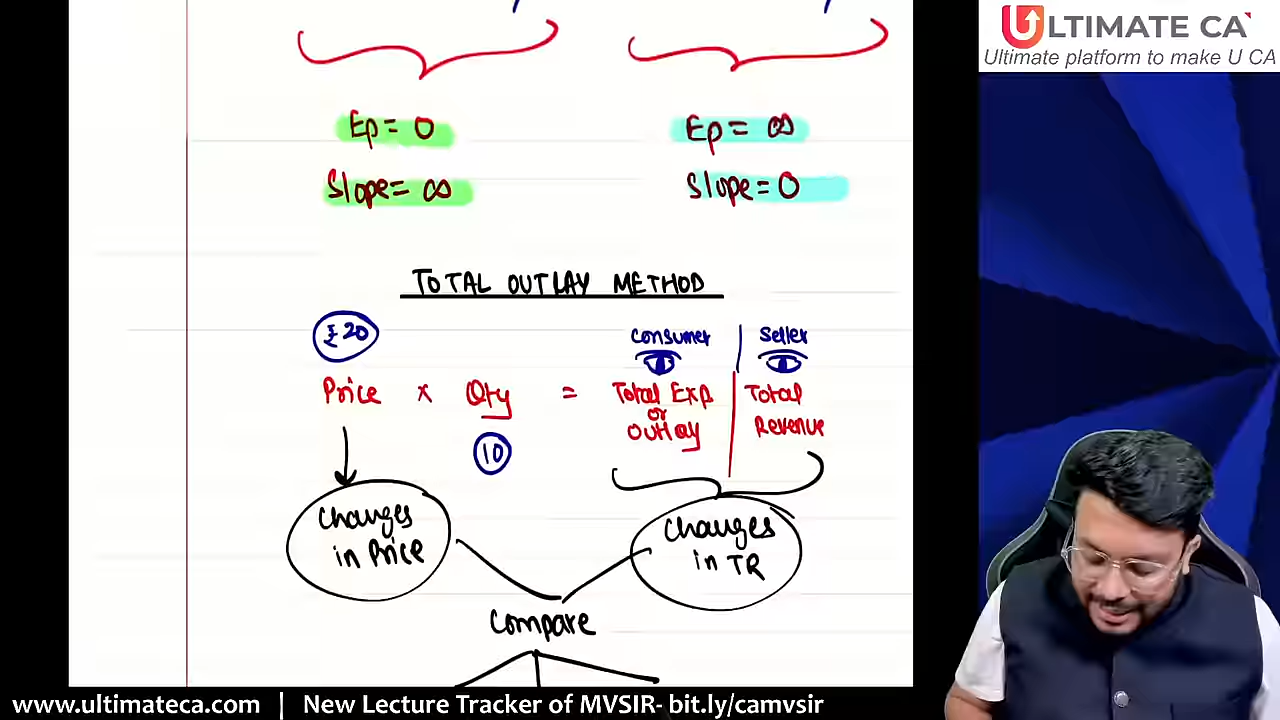 ULTIMATE CA
Ultimate platform to make U CA
Ep = 0
Ep = ∞
Slope = ∞
Slope = 0
TOTAL OUTLAY METHOD
₹20
Consumer | Seller
Price × Qty = Total Exp or Outlay | Total Revenue
10
Changes in Price
Changes in TR
Compare
www.ultimateca.com | New Lecture Tracker of MVSIR- bit.ly/camvsir